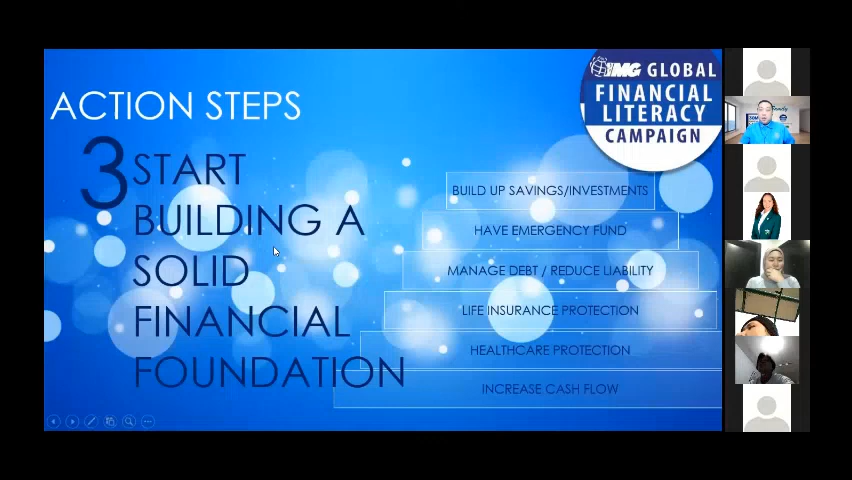 ACTION STEPS
3 START
BUILDING A
SOLID
FINANCIAL
FOUNDATION
IMG GLOBAL
FINANCIAL
LITERACY
CAMPAIGN
BUILD UP SAVINGS/INVESTMENTS
HAVE EMERGENCY FUND
MANAGE DEBT / REDUCE LIABILITY
LIFE INSURANCE PROTECTION
HEALTHCARE PROTECTION
INCREASE CASH FLOW